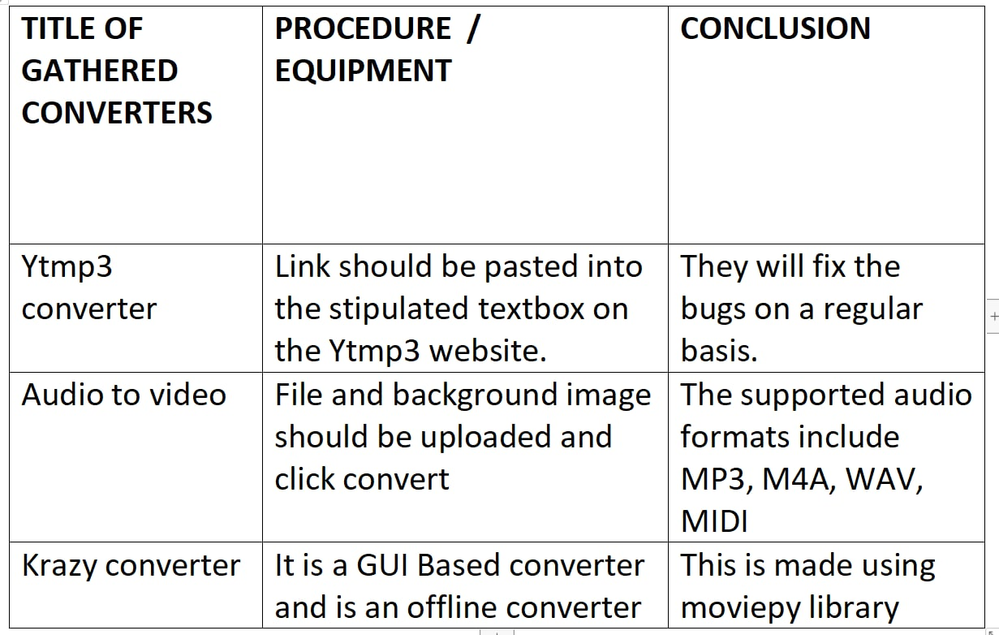 TITLE OF
GATHERED
CONVERTERS
PROCEDURE /
EQUIPMENT
CONCLUSION
Ytmp3
converter
Link should be pasted into
the stipulated textbox on
the Ytmp3 website.
They will fix the
bugs on a regular
basis.
Audio to video
File and background image
should be uploaded and
click convert
The supported audio
formats include
MP3, M4A, WAV,
MIDI
Krazy converter
It is a GUI Based converter
and is an offline converter
This is made using
moviepy library